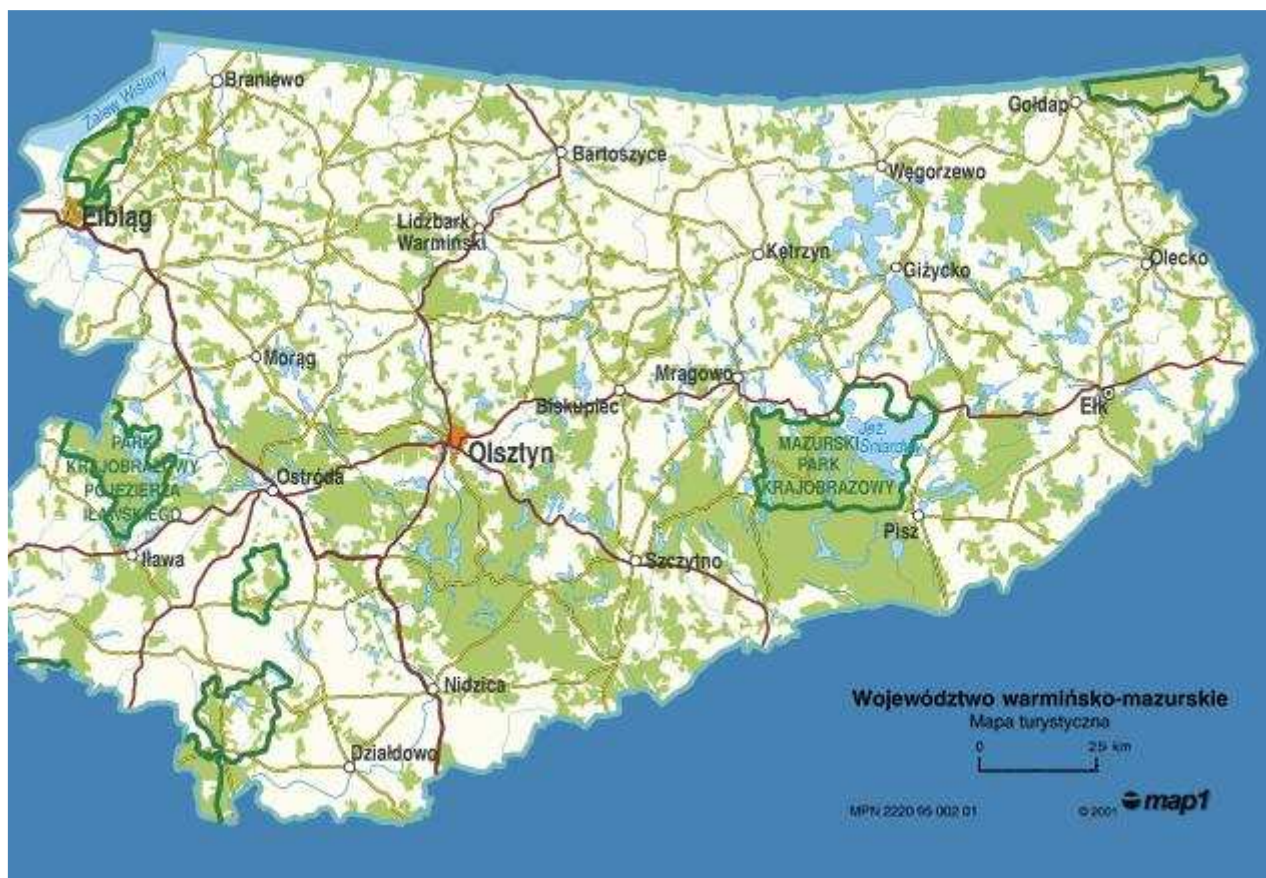 Zalew Wiślany
Braniewo
Gołdap
Bartoszyce
Węgorzewo
Elbląg
Lidzbark
Warmiński
Kętrzyn
Giżycko
Olecko
Morąg
Mrągowo
Biskupiec
Ełk
PARK
KRAJOBRAZOWY
POJEZIERZA
IŁAWSKIEGO
Olsztyn
Jez.
Śniardwy
MAZURSKI
PARK
KRAJOBRAZOWY
Ostróda
Pisz
Iława
Szczytno
Nidzica
Działdowo
Województwo warmińsko-mazurskie
Mapa turystyczna
0 25 km
MPN 2220 95 002 01
© 2001 map1